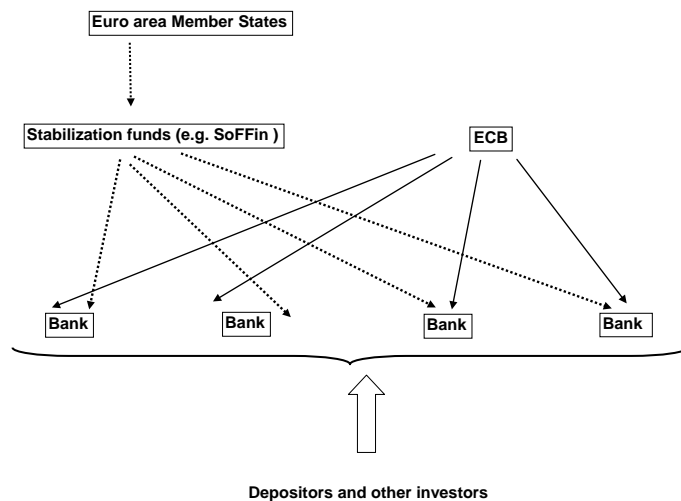 Euro area Member States
Stabilization funds (e.g. SoFFin )
ECB
Bank
Bank
Bank
Bank
Depositors and other investors